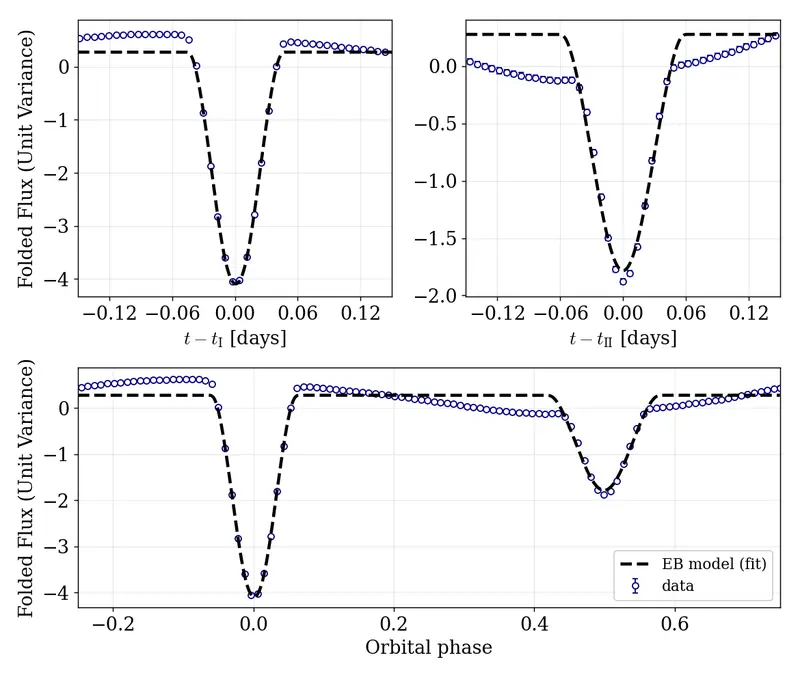 Folded Flux (Unit Variance)
0
−1
−2
−3
−4
−0.12 −0.06 0.00 0.06 0.12
t − tI [days]
0.0
−0.5
−1.0
−1.5
−2.0
−0.12 −0.06 0.00 0.06 0.12
t − tII [days]
Folded Flux (Unit Variance)
0
−1
−2
−3
−4
EB model (fit)
data
−0.2 0.0 0.2 0.4 0.6
Orbital phase